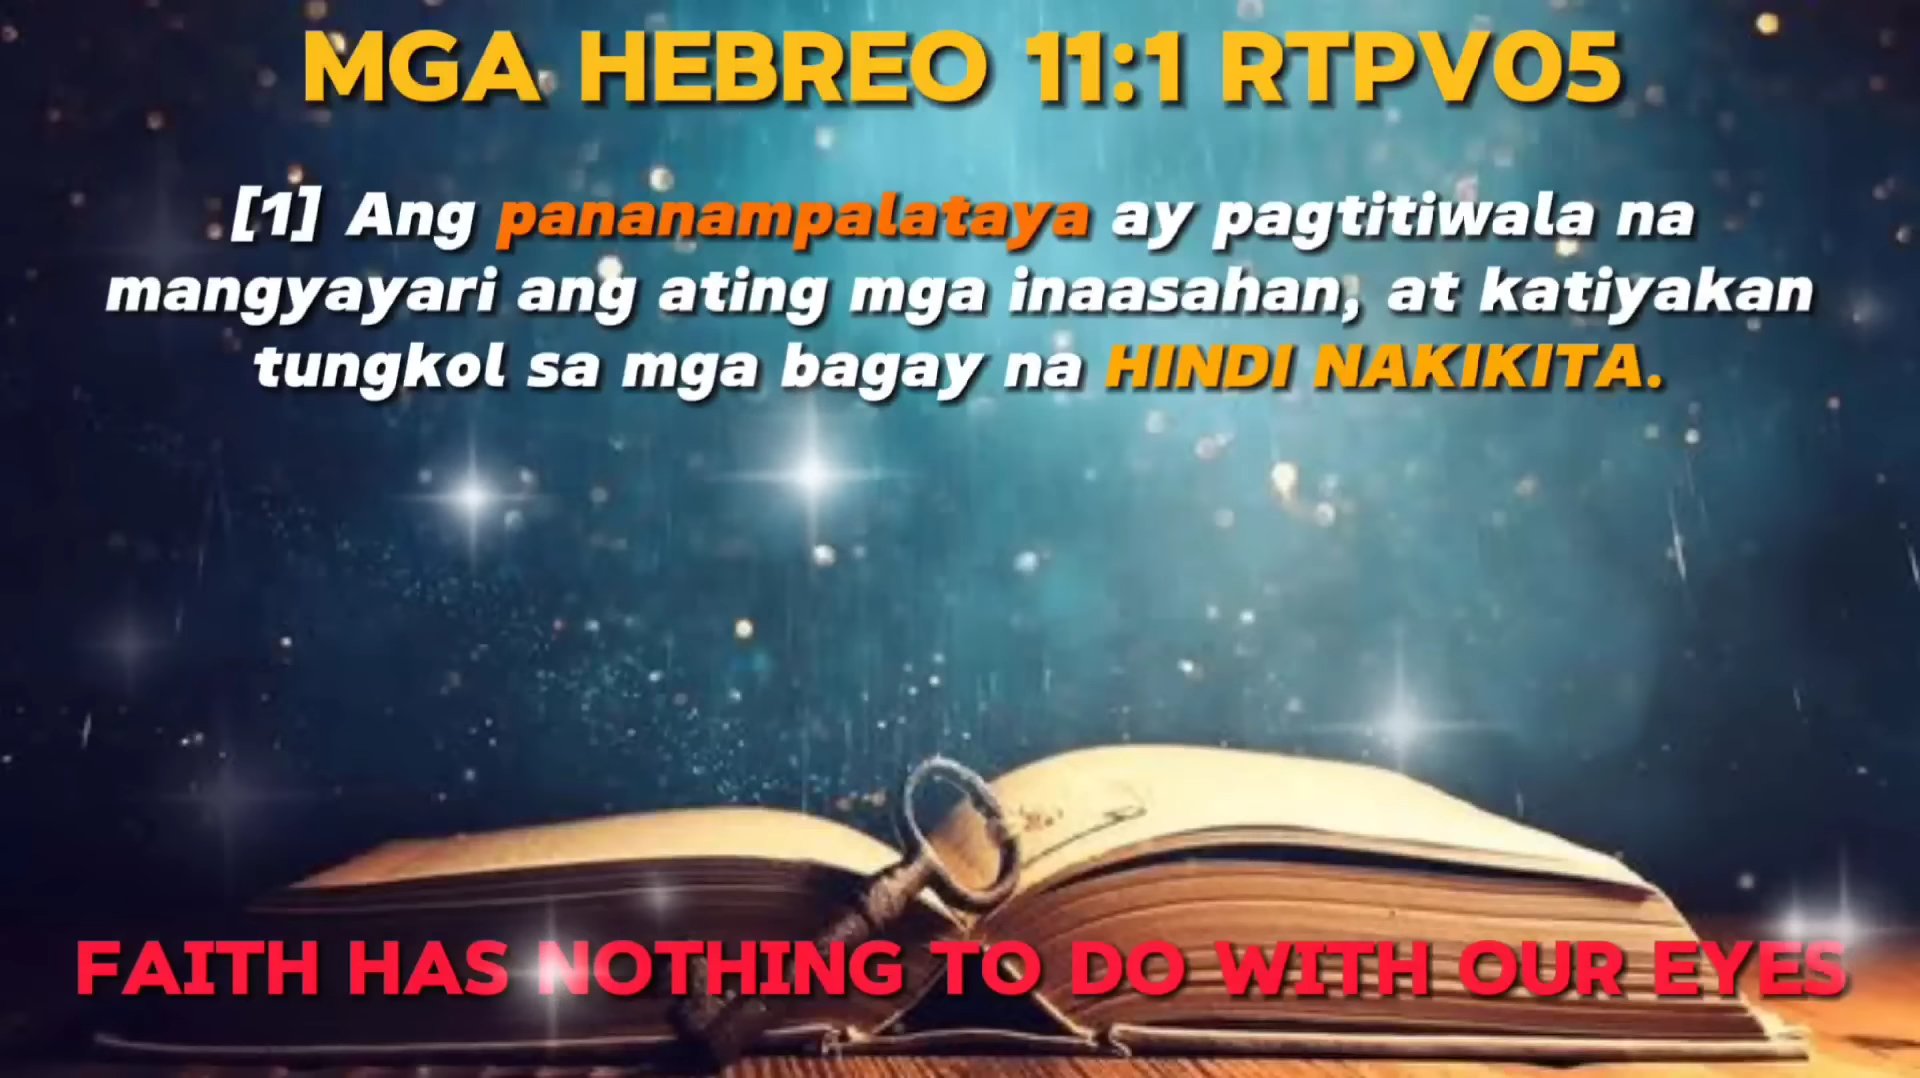 MGA HEBREO 11:1 RTPV05
[1] Ang pananampalataya ay pagtitiwala na
mangyayari ang ating mga inaasahan, at katiyakan
tungkol sa mga bagay na HINDI NAKIKITA.
FAITH HAS NOTHING TO DO WITH OUR EYES